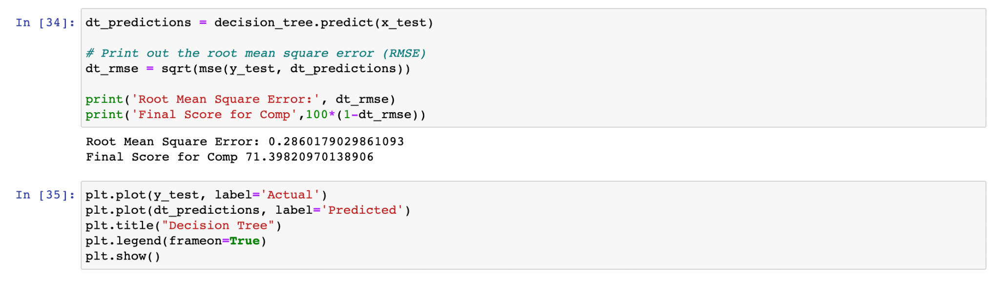 In [34]: dt_predictions = decision_tree.predict(x_test)
# Print out the root mean square error (RMSE)
dt_rmse = sqrt(mse(y_test, dt_predictions))
print('Root Mean Square Error:', dt_rmse)
print('Final Score for Comp',100*(1-dt_rmse))
Root Mean Square Error: 0.2860179029861093
Final Score for Comp 71.39820970138906
In [35]: plt.plot(y_test, label='Actual')
plt.plot(dt_predictions, label='Predicted')
plt.title("Decision Tree")
plt.legend(frameon=True)
plt.show()